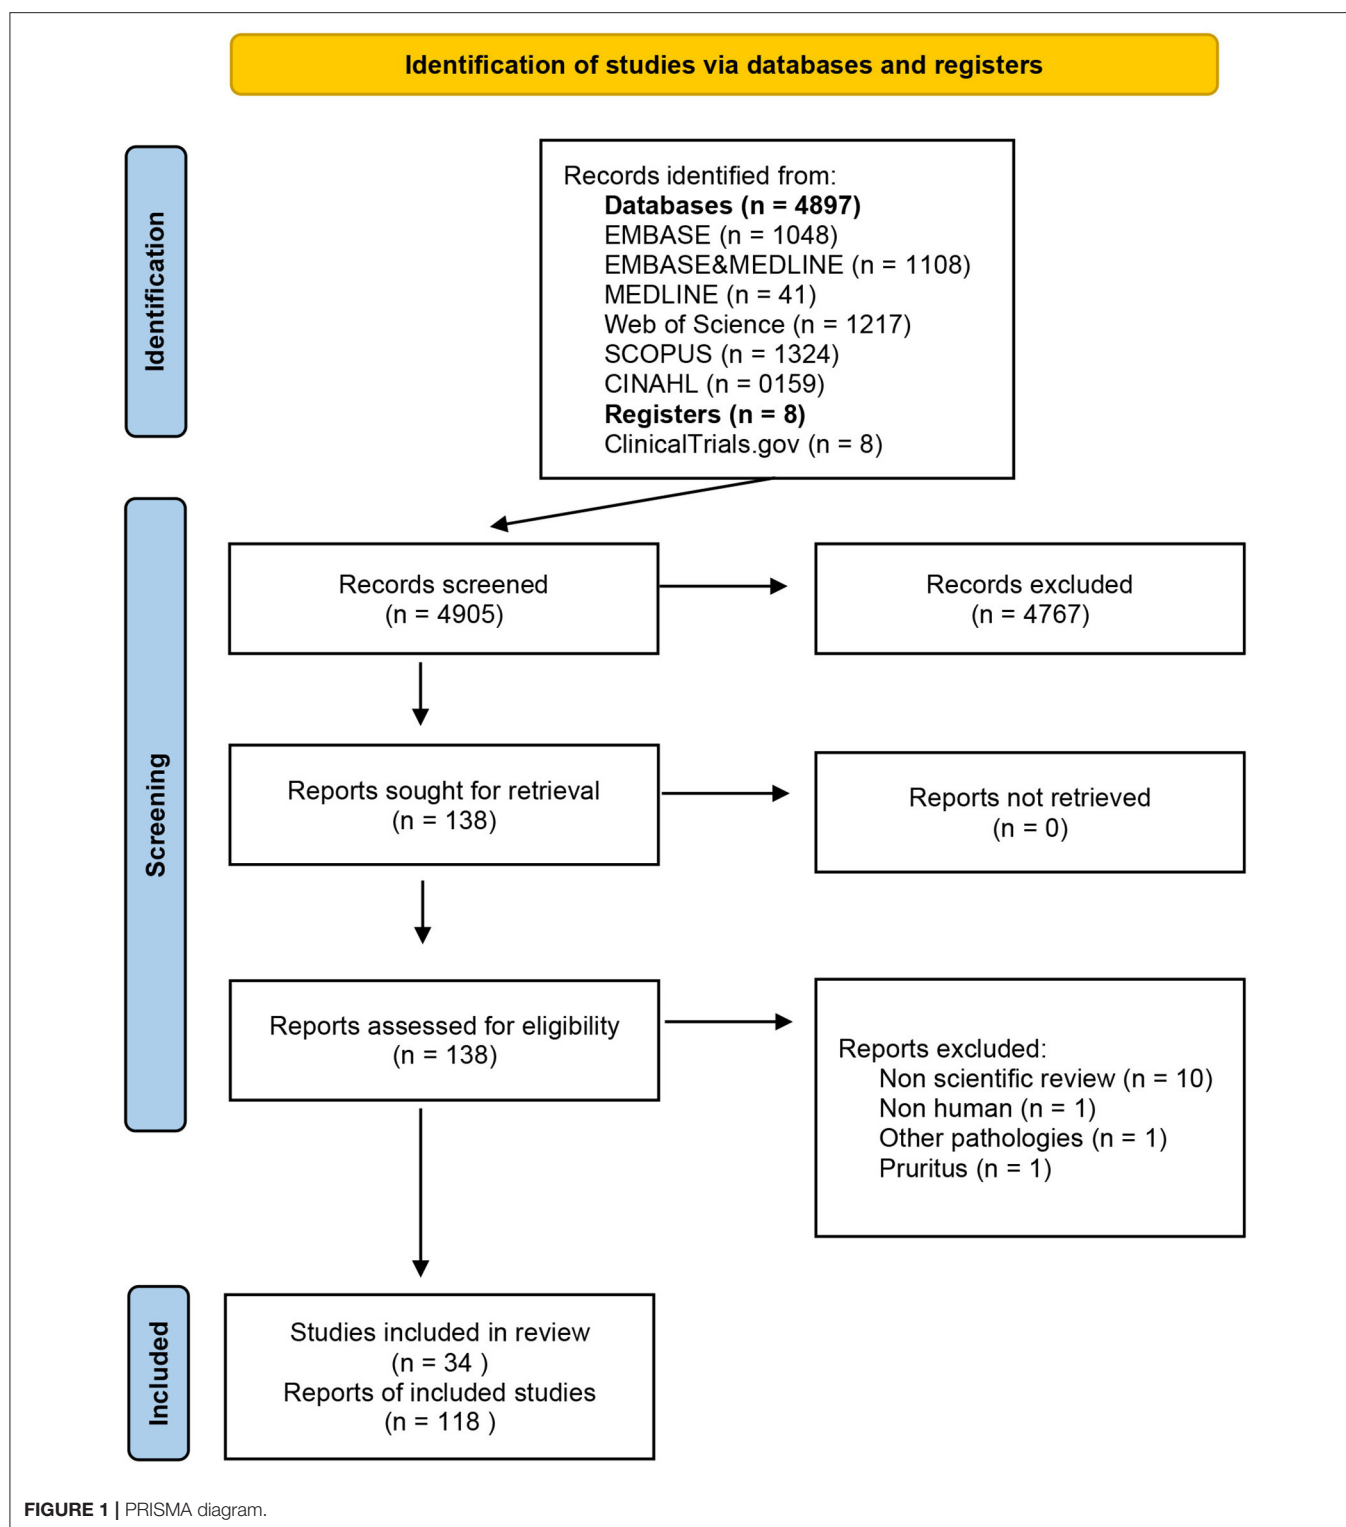 Identification of studies via databases and registers
Identification
Records identified from:
Databases (n = 4897)
EMBASE (n = 1048)
EMBASE&MEDLINE (n = 1108)
MEDLINE (n = 41)
Web of Science (n = 1217)
SCOPUS (n = 1324)
CINAHL (n = 0159)
Registers (n = 8)
ClinicalTrials.gov (n = 8)
Screening
Records screened
(n = 4905)
Records excluded
(n = 4767)
Reports sought for retrieval
(n = 138)
Reports not retrieved
(n = 0)
Reports assessed for eligibility
(n = 138)
Reports excluded:
Non scientific review (n = 10)
Non human (n = 1)
Other pathologies (n = 1)
Pruritus (n = 1)
Included
Studies included in review
(n = 34 )
Reports of included studies
(n = 118 )
FIGURE 1 | PRISMA diagram.